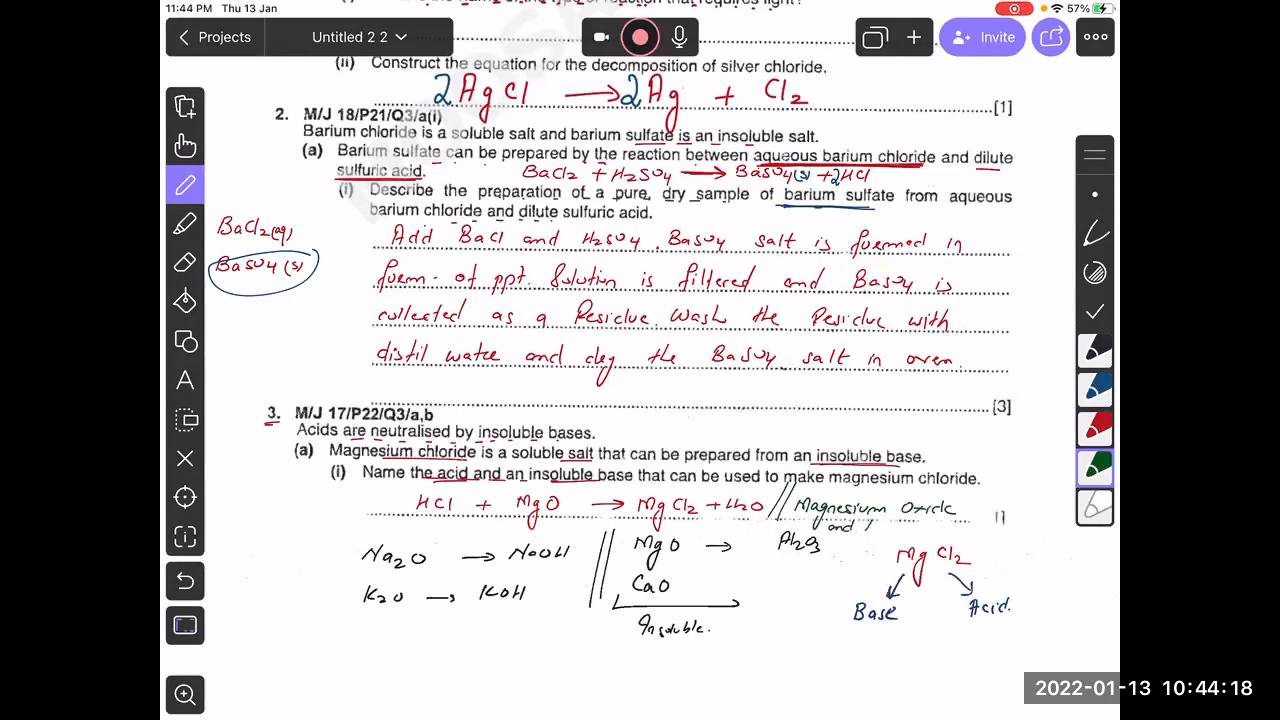 11:44 PM Thu 13 Jan
57%
Projects
Untitled 2 2
Invite
type of reaction that requires light?
(ii) Construct the equation for the decomposition of silver chloride.
2AgCl → 2Ag + Cl2
[1]
2. M/J 18/P21/Q3/a(i)
Barium chloride is a soluble salt and barium sulfate is an insoluble salt.
(a) Barium sulfate can be prepared by the reaction between aqueous barium chloride and dilute
sulfuric acid.
BaCl2 + H2SO4 → BaSO4(s) + 2HCl
(i) Describe the preparation of a pure, dry sample of barium sulfate from aqueous
barium chloride and dilute sulfuric acid.
BaCl2(aq)
BaSO4(s)
Add BaCl and H2SO4. BaSO4 salt is formed in
form of ppt. Solution is filtered and BaSO4 is
collected as a Residue. Wash the Residue with
distil water and dry the BaSO4 salt in oven.
[3]
3. M/J 17/P22/Q3/a,b
Acids are neutralised by insoluble bases.
(a) Magnesium chloride is a soluble salt that can be prepared from an insoluble base.
(i) Name the acid and an insoluble base that can be used to make magnesium chloride.
HCl + MgO → MgCl2 + H2O // Magnesium Oxide
and
Na2O → NaOH // MgO → Al2O3
K2O → KOH CaO
Insoluble.
MgCl2
Base Acid.
2022-01-13 10:44:18